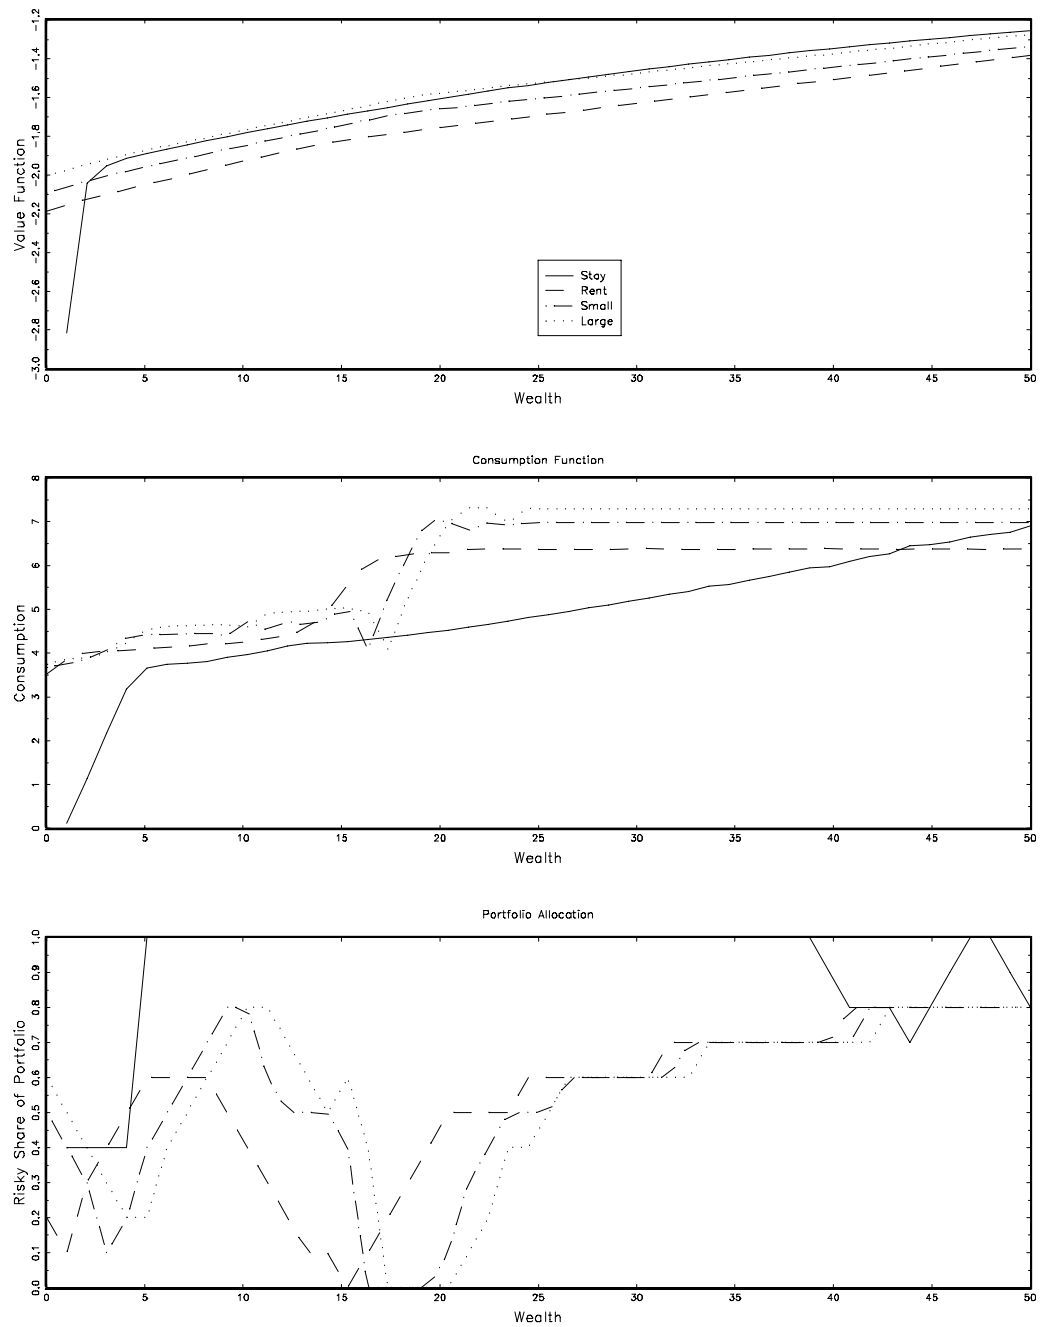 Value Function
-1.2
-1.4
-1.6
-1.8
-2.0
-2.2
-2.4
-2.6
-2.8
-3.0
Stay
Rent
Small
Large
0 5 10 15 20 25 30 35 40 45 50
Wealth
Consumption Function
Consumption
8
7
6
5
4
3
2
1
0
0 5 10 15 20 25 30 35 40 45 50
Wealth
Portfolio Allocation
Risky Share of Portfolio
1.0
0.9
0.8
0.7
0.6
0.5
0.4
0.3
0.2
0.1
0.0
0 5 10 15 20 25 30 35 40 45 50
Wealth